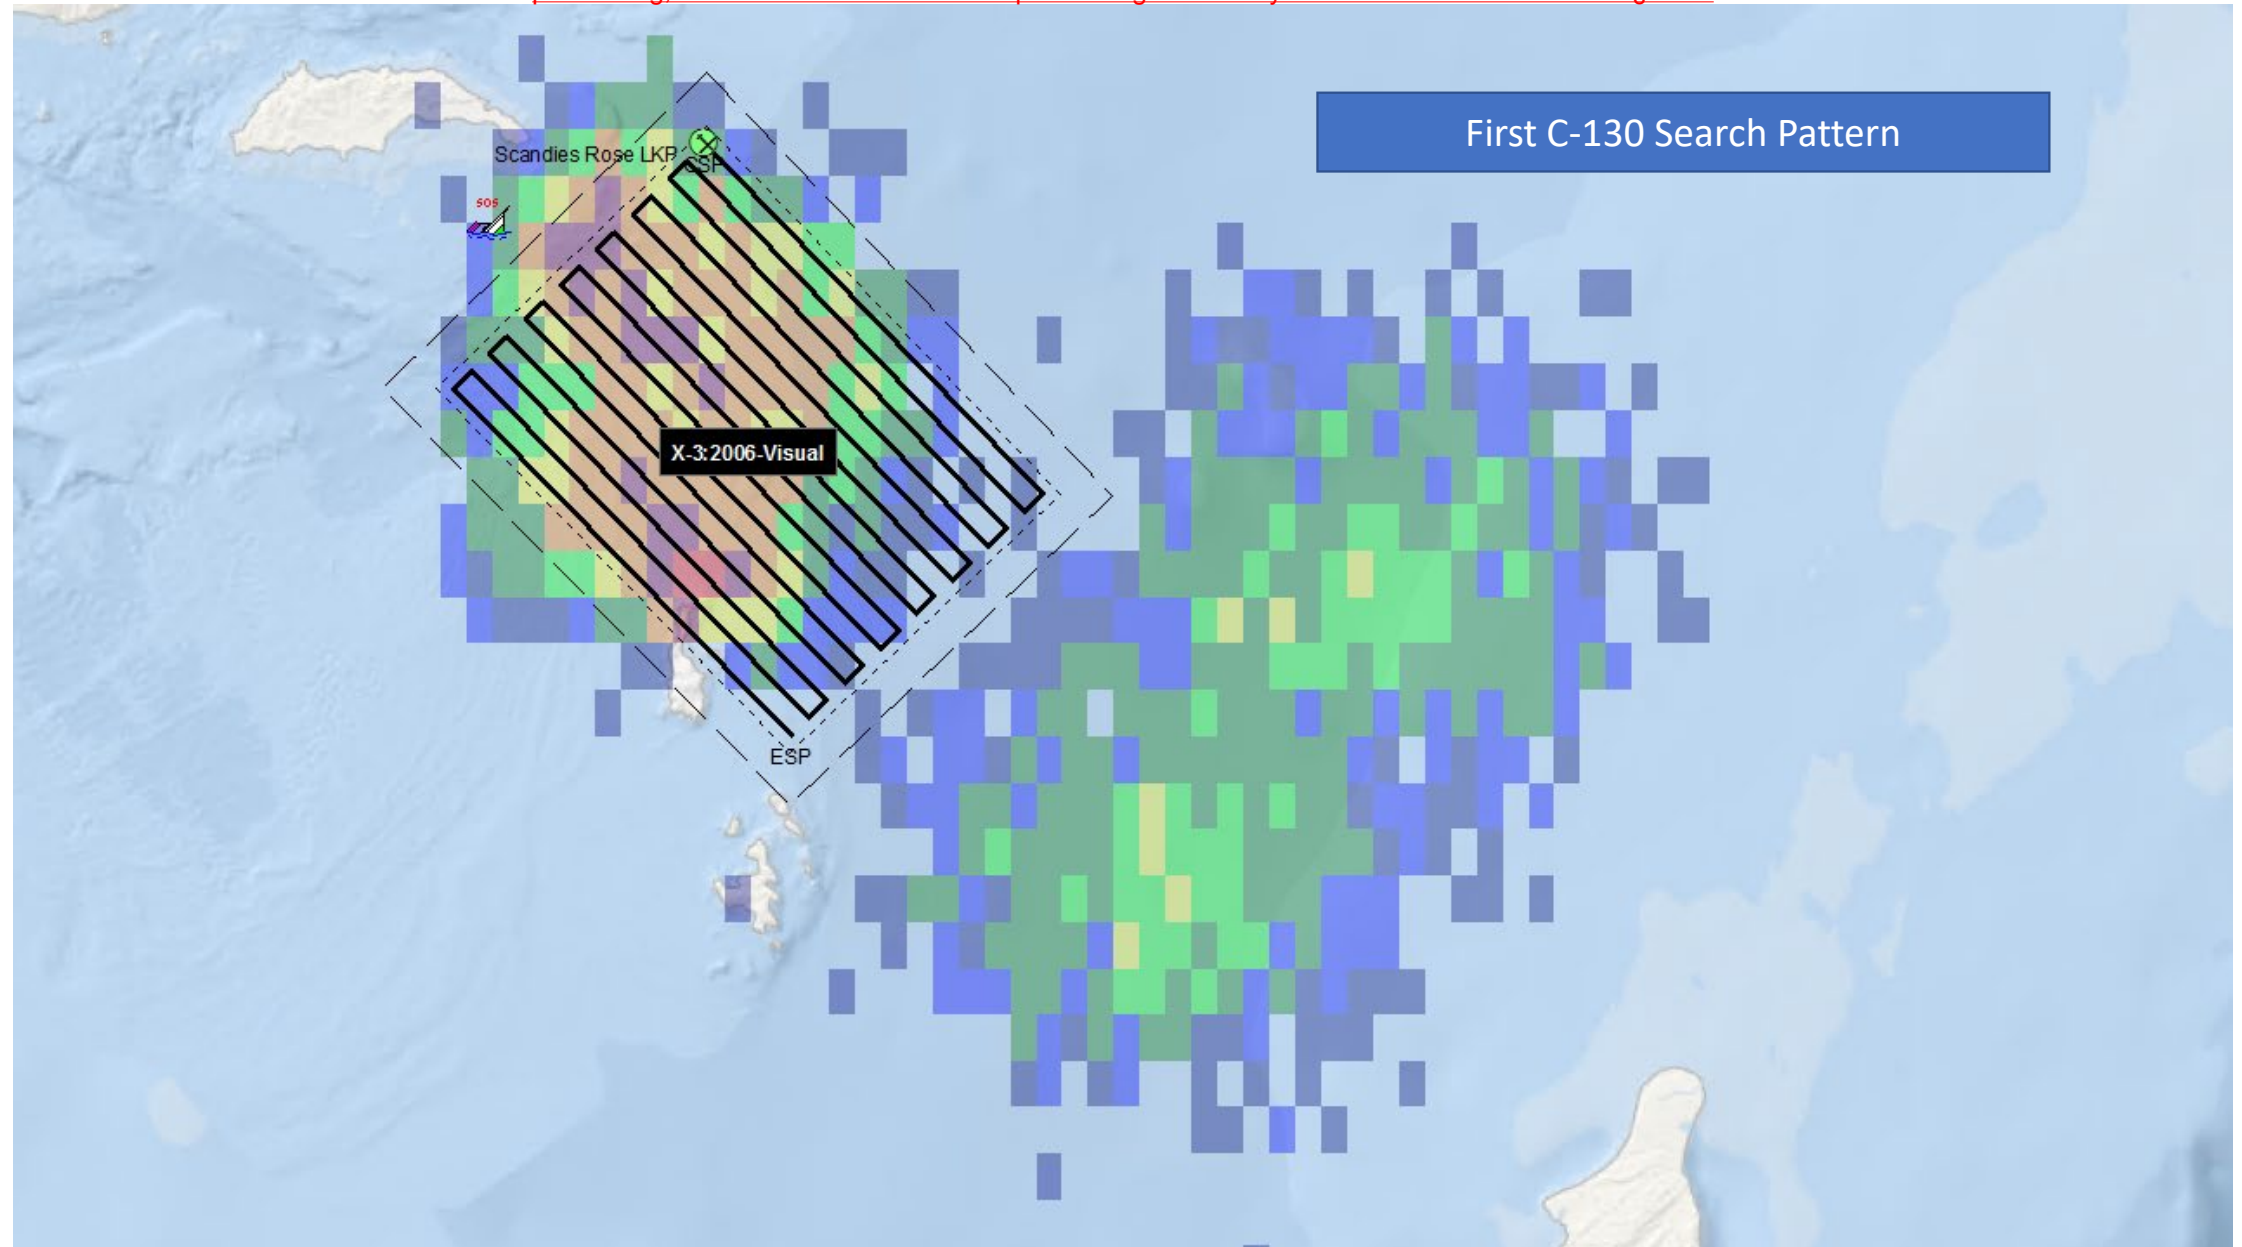 First C-130 Search Pattern
Scandies Rose LKP
CSP
SOS
X-3:2006-Visual
ESP